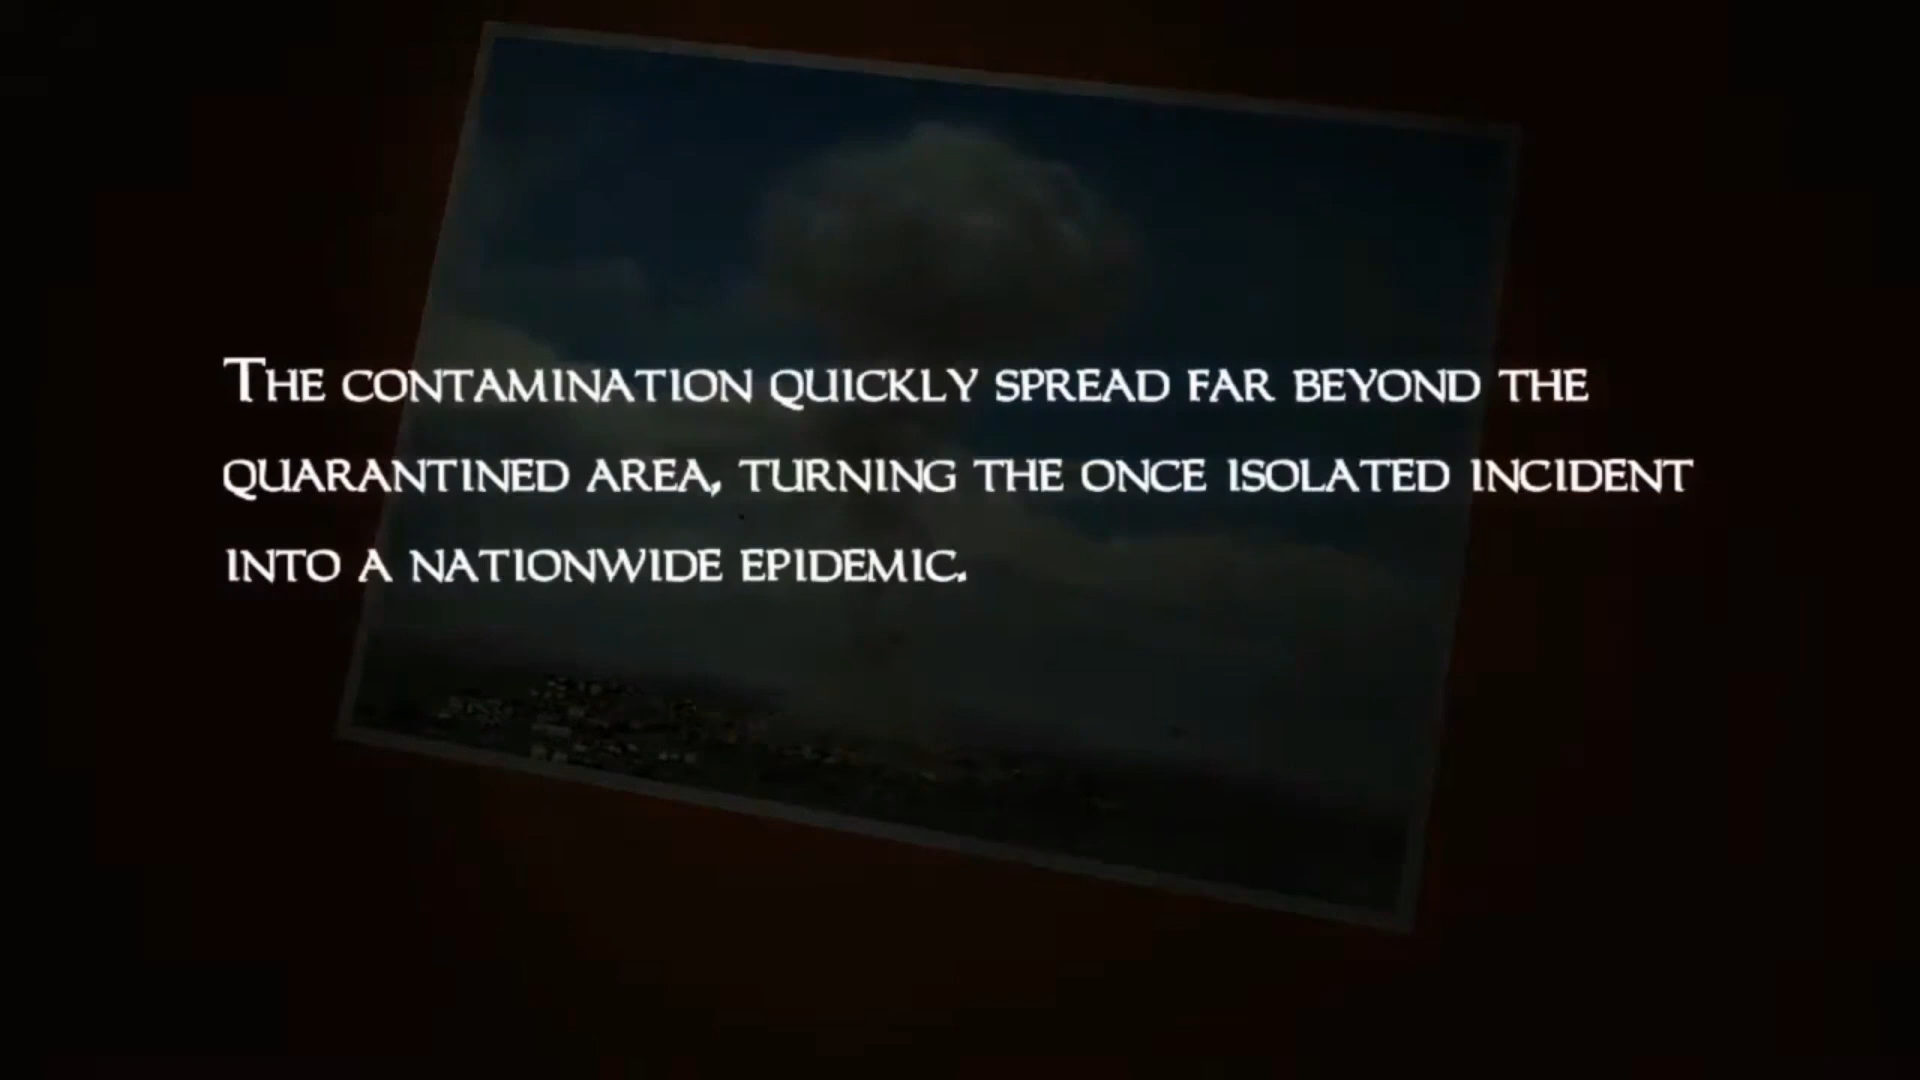 The contamination quickly spread far beyond the
quarantined area, turning the once isolated incident
into a nationwide epidemic.